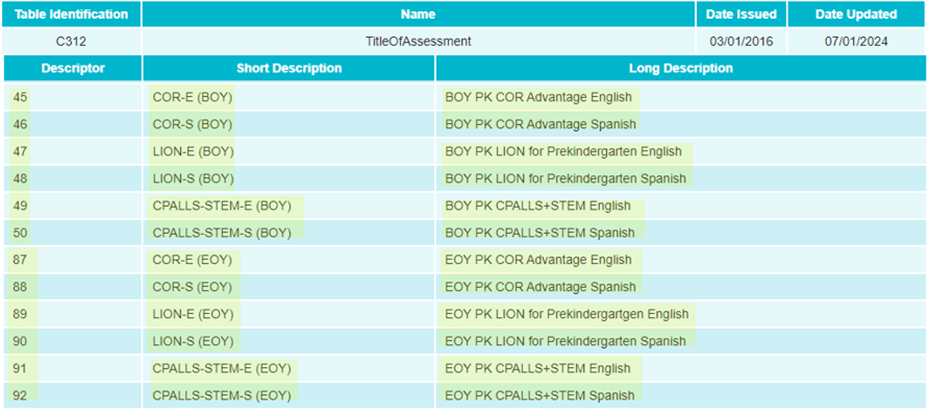 Table Identification Name Date Issued Date Updated
C312 TitleOfAssessment 03/01/2016 07/01/2024
Descriptor Short Description Long Description
45 COR-E (BOY) BOY PK COR Advantage English
46 COR-S (BOY) BOY PK COR Advantage Spanish
47 LION-E (BOY) BOY PK LION for Prekindergarten English
48 LION-S (BOY) BOY PK LION for Prekindergarten Spanish
49 CPALLS-STEM-E (BOY) BOY PK CPALLS+STEM English
50 CPALLS-STEM-S (BOY) BOY PK CPALLS+STEM Spanish
87 COR-E (EOY) EOY PK COR Advantage English
88 COR-S (EOY) EOY PK COR Advantage Spanish
89 LION-E (EOY) EOY PK LION for Prekindergartgen English
90 LION-S (EOY) EOY PK LION for Prekindergarten Spanish
91 CPALLS-STEM-E (EOY) EOY PK CPALLS+STEM English
92 CPALLS-STEM-S (EOY) EOY PK CPALLS+STEM Spanish